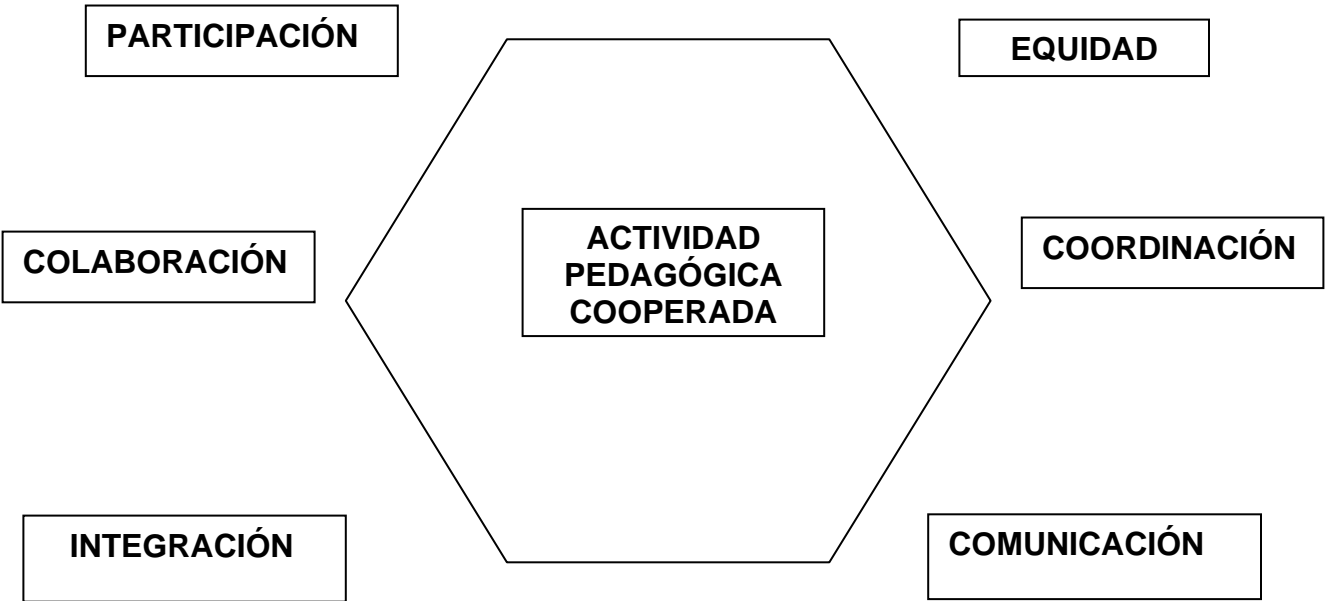 PARTICIPACIÓN
EQUIDAD
COLABORACIÓN
ACTIVIDAD
PEDAGÓGICA
COOPERADA
COORDINACIÓN
INTEGRACIÓN
COMUNICACIÓN